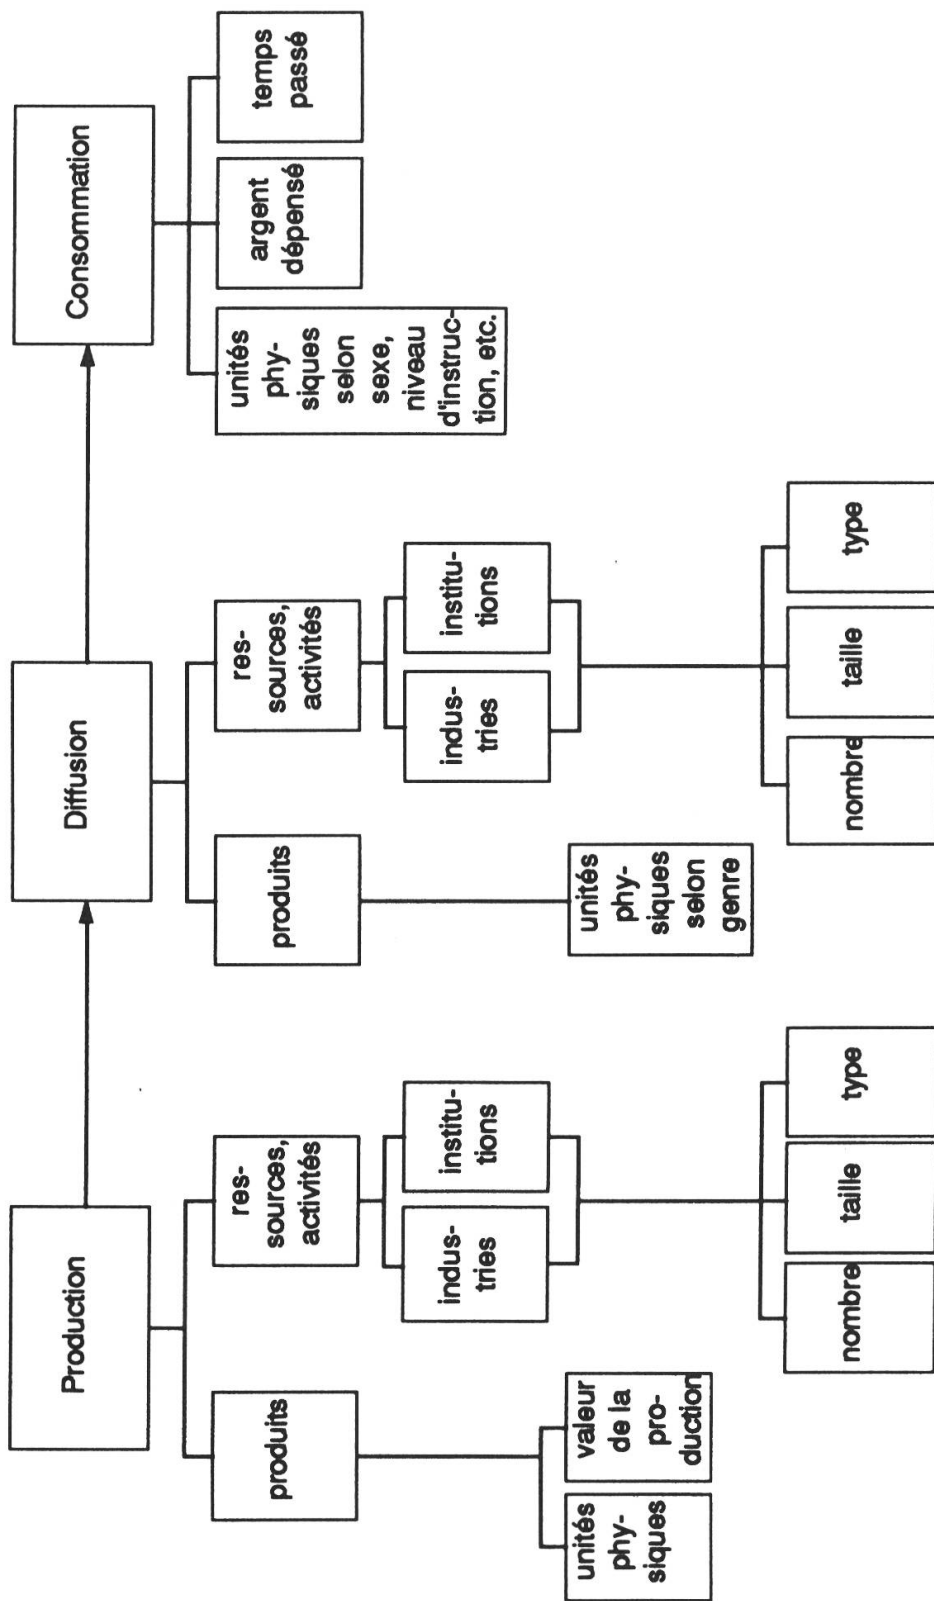 Production
Diffusion
Consommation
produits
res-
sources,
activités
produits
res-
sources,
activités
unités
phy-
siques
selon
sexe,
niveau
d'instruc-
tion, etc.
argent
dépensé
temps
passé
indus-
tries
institu-
tions
indus-
tries
institu-
tions
unités
phy-
siques
valeur
de la
pro-
duction
unités
phy-
siques
selon
genre
nombre
taille
type
nombre
taille
type